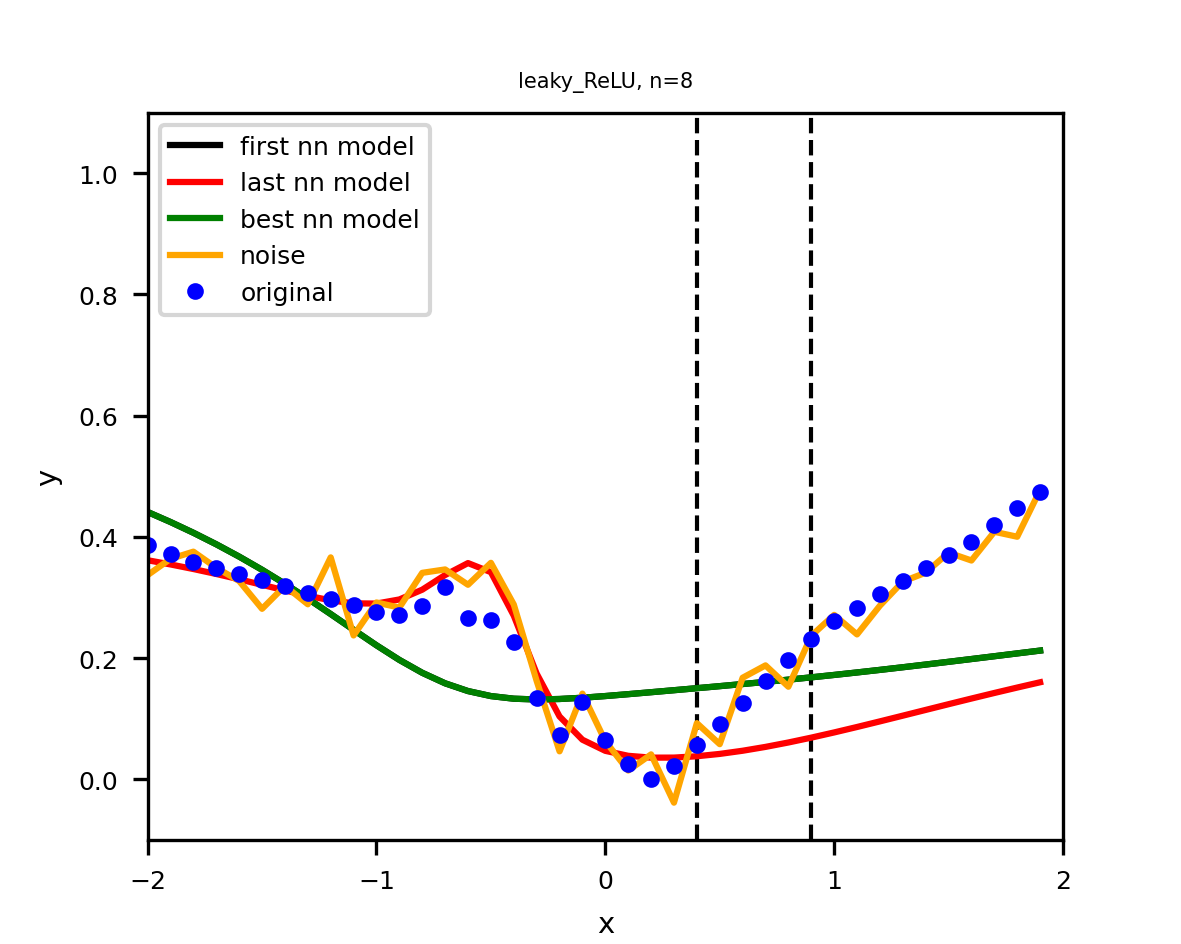 leaky_ReLU, n=8
first nn model
last nn model
best nn model
noise
original
1.0
0.8
0.6
0.4
0.2
0.0
y
−2
−1
0
1
2
x